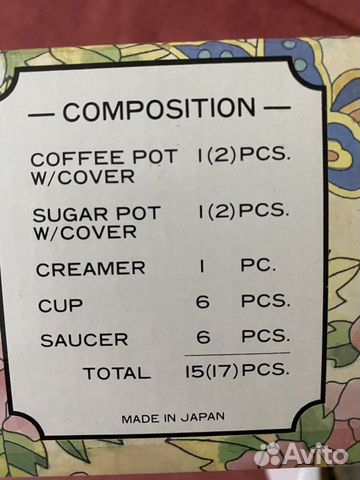 — COMPOSITION —
COFFEE POT 1(2)PCS.
W/COVER
SUGAR POT 1(2)PCS.
W/COVER
CREAMER 1 PC.
CUP 6 PCS.
SAUCER 6 PCS.
TOTAL 15(17)PCS.
MADE IN JAPAN
Avito